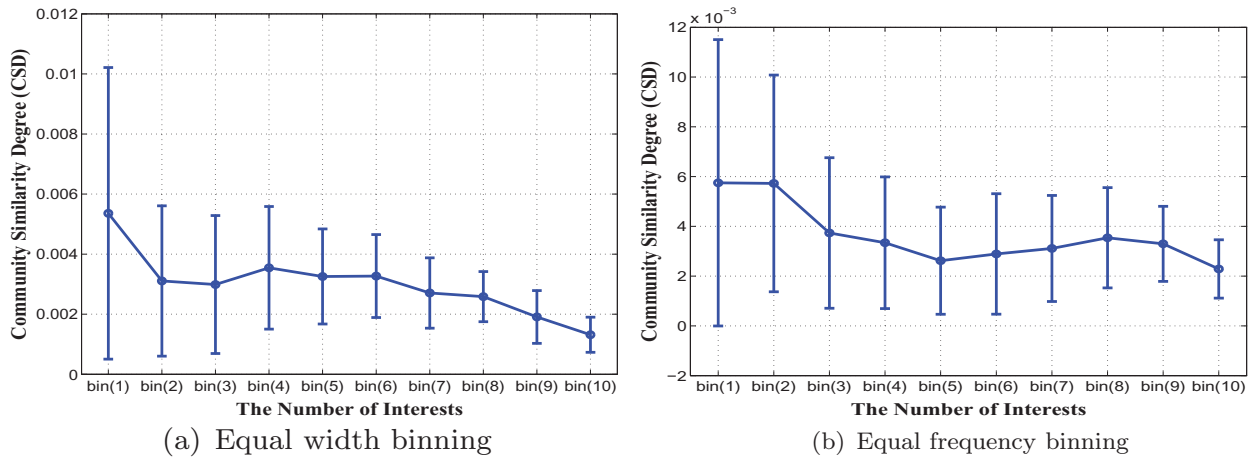 0.012
0.01
0.008
0.006
0.004
0.002
0
Community Similarity Degree (CSD)
bin(1) bin(2) bin(3) bin(4) bin(5) bin(6) bin(7) bin(8) bin(9) bin(10)
The Number of Interests
(a) Equal width binning
12 x 10⁻³
10
8
6
4
2
0
−2
Community Similarity Degree (CSD)
bin(1) bin(2) bin(3) bin(4) bin(5) bin(6) bin(7) bin(8) bin(9) bin(10)
The Number of Interests
(b) Equal frequency binning